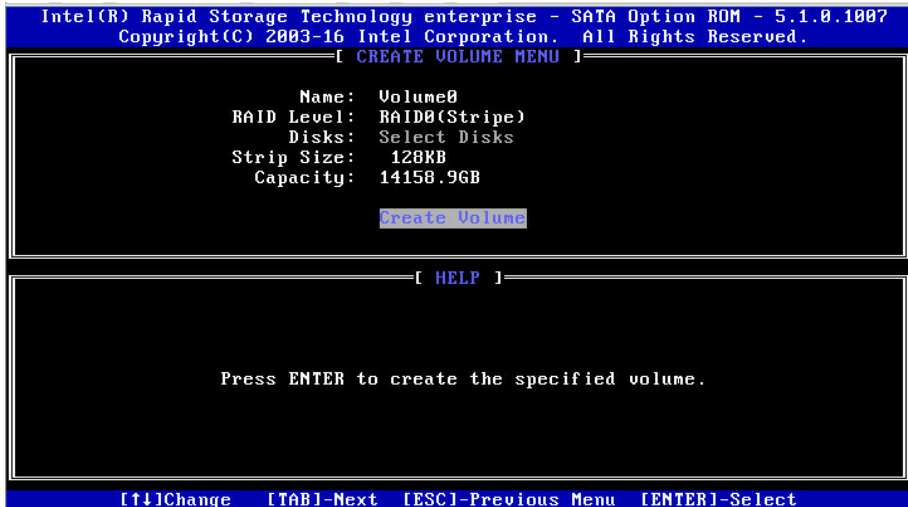 Intel(R) Rapid Storage Technology enterprise - SATA Option ROM - 5.1.0.1007
Copyright(C) 2003-16 Intel Corporation.  All Rights Reserved.
[ CREATE VOLUME MENU ]
Name: Volume0
RAID Level: RAID0(Stripe)
Disks: Select Disks
Strip Size: 128KB
Capacity: 14158.9GB
Create Volume
[ HELP ]
Press ENTER to create the specified volume.
[↑↓]Change [TAB]-Next [ESC]-Previous Menu [ENTER]-Select